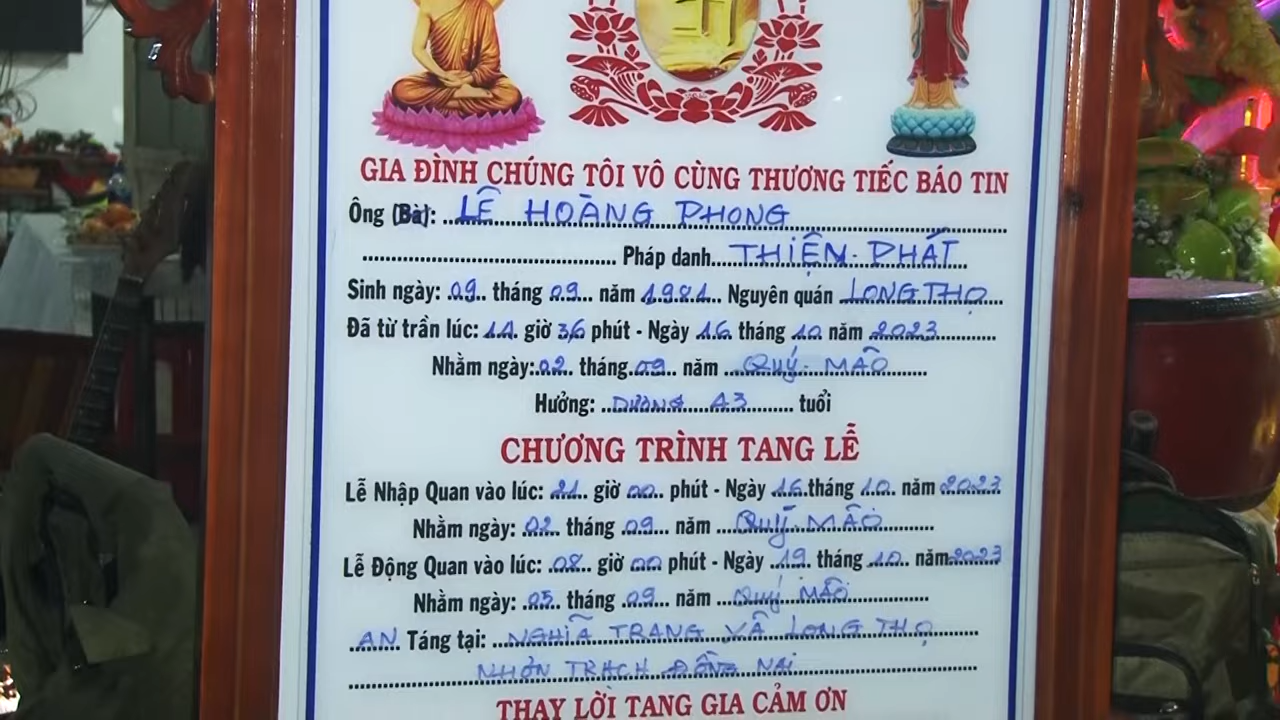 GIA ĐÌNH CHÚNG TÔI VÔ CÙNG THƯƠNG TIẾC BÁO TIN
Ông (Bà): LÊ HOÀNG PHONG
Pháp danh THIỆN PHÁT
Sinh ngày: 09 tháng 09 năm 1981 Nguyên quán LONG THỌ
Đã từ trần lúc: 14 giờ 36 phút - Ngày 16 tháng 10 năm 2023
Nhằm ngày: 02 tháng 09 năm Quý MÃO
Hưởng: DƯƠNG 43 tuổi
CHƯƠNG TRÌNH TANG LỄ
Lễ Nhập Quan vào lúc: 21 giờ 00 phút - Ngày 16 tháng 10 năm 2023
Nhằm ngày: 02 tháng 09 năm Quý MÃO
Lễ Động Quan vào lúc: 08 giờ 00 phút - Ngày 19 tháng 10 năm 2023
Nhằm ngày: 05 tháng 09 năm Quý MÃO
AN Táng tại: NGHĨA TRANG XÃ LONG THỌ
NHƠN TRẠCH ĐỒNG NAI
THAY LỜI TANG GIA CẢM ƠN